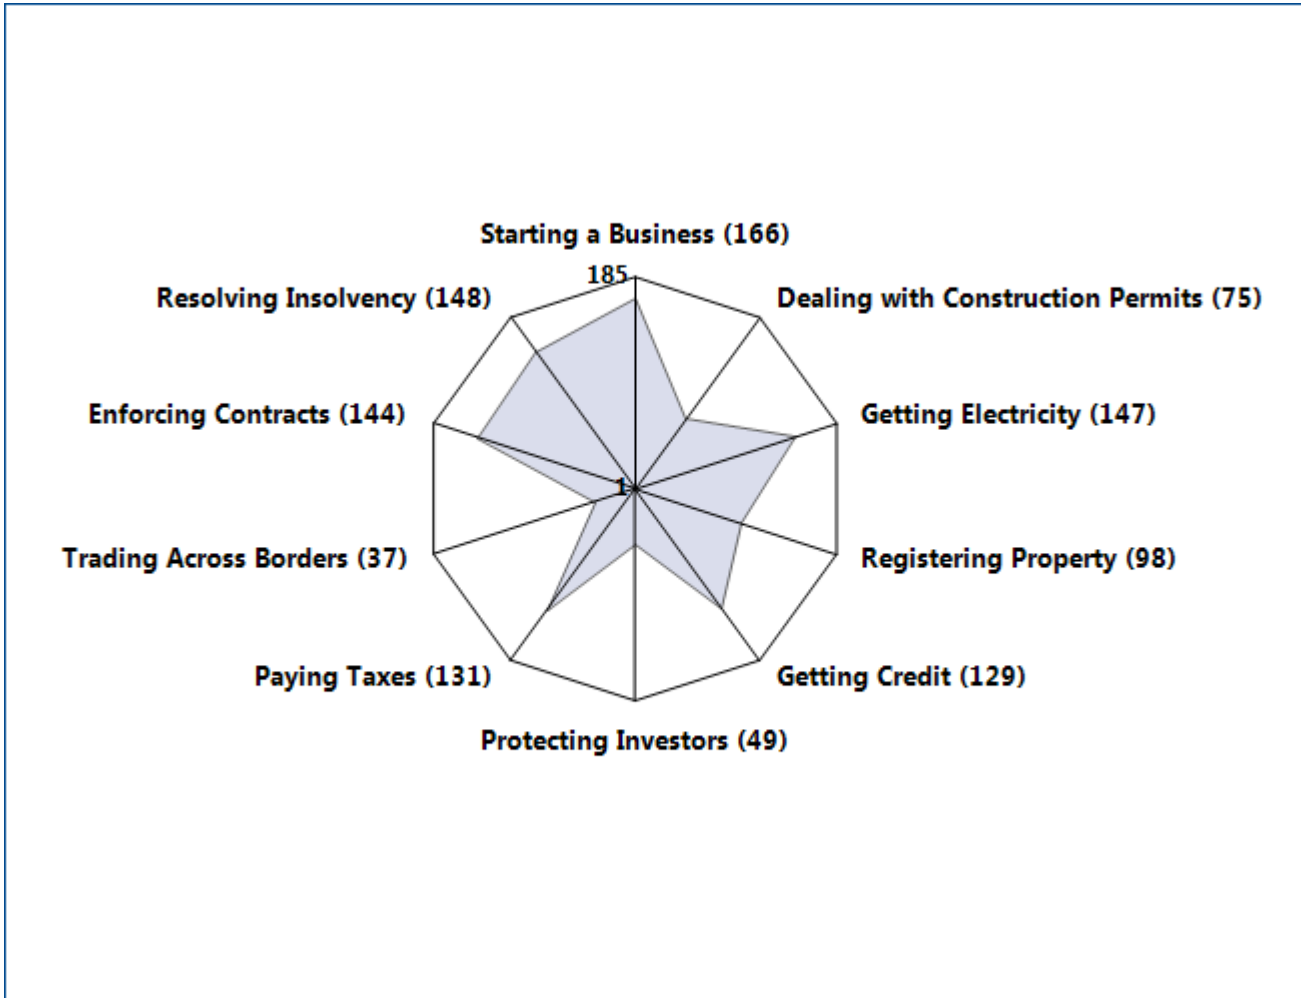 Starting a Business (166)
185
Resolving Insolvency (148)
Dealing with Construction Permits (75)
Enforcing Contracts (144)
Getting Electricity (147)
1
Trading Across Borders (37)
Registering Property (98)
Paying Taxes (131)
Getting Credit (129)
Protecting Investors (49)